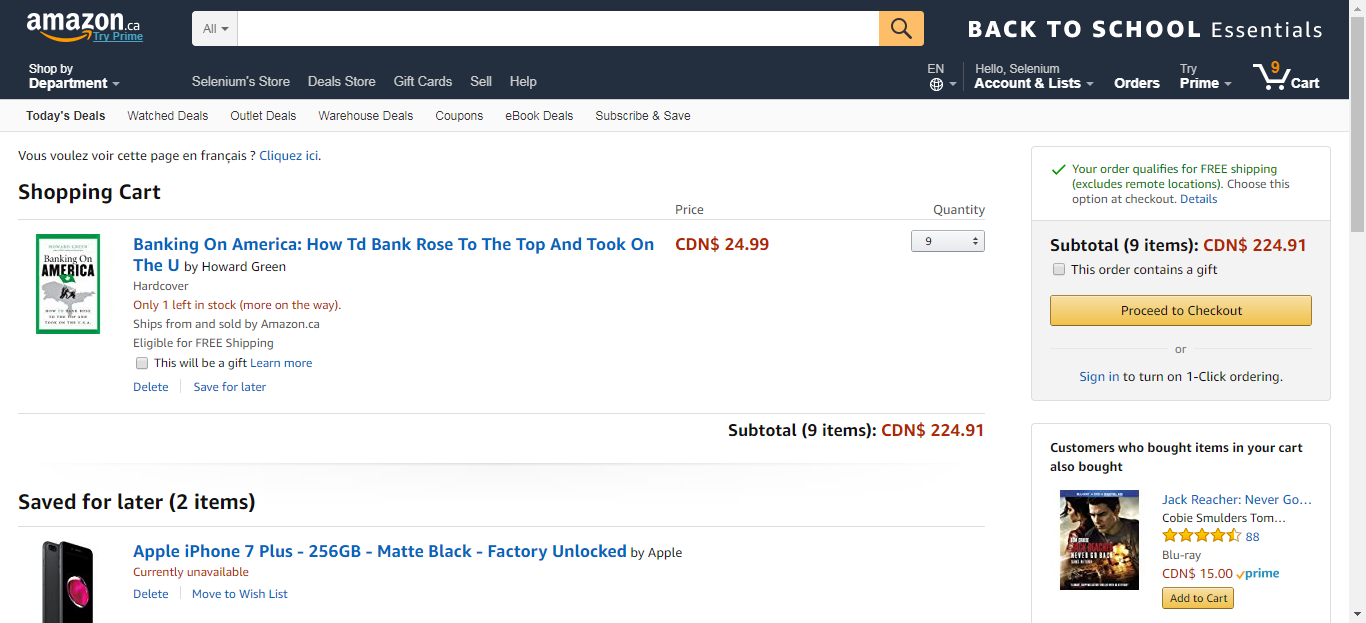 amazon.ca
Try Prime
All
BACK TO SCHOOL Essentials
Shop by
Department
Selenium's Store
Deals Store
Gift Cards
Sell
Help
EN
Hello, Selenium
Account & Lists
Orders
Try
Prime
9
Cart
Today's Deals
Watched Deals
Outlet Deals
Warehouse Deals
Coupons
eBook Deals
Subscribe & Save
Vous voulez voir cette page en français ? Cliquez ici.
Shopping Cart
Price
Quantity
HOWARD GREEN
Banking On
AMERICA
HOW TD BANK ROSE
TO THE TOP AND
TOOK ON THE U.S.A.
Banking On America: How Td Bank Rose To The Top And Took On
The U by Howard Green
CDN$ 24.99
9
Hardcover
Only 1 left in stock (more on the way).
Ships from and sold by Amazon.ca
Eligible for FREE Shipping
This will be a gift Learn more
Delete
Save for later
Subtotal (9 items): CDN$ 224.91
Saved for later (2 items)
Apple iPhone 7 Plus - 256GB - Matte Black - Factory Unlocked by Apple
Currently unavailable
Delete
Move to Wish List
Your order qualifies for FREE shipping
(excludes remote locations). Choose this
option at checkout. Details
Subtotal (9 items): CDN$ 224.91
This order contains a gift
Proceed to Checkout
or
Sign in to turn on 1-Click ordering.
Customers who bought items in your cart
also bought
JACK REACHER
NEVER GO BACK
Jack Reacher: Never Go…
Cobie Smulders Tom…
88
Blu-ray
CDN$ 15.00 prime
Add to Cart